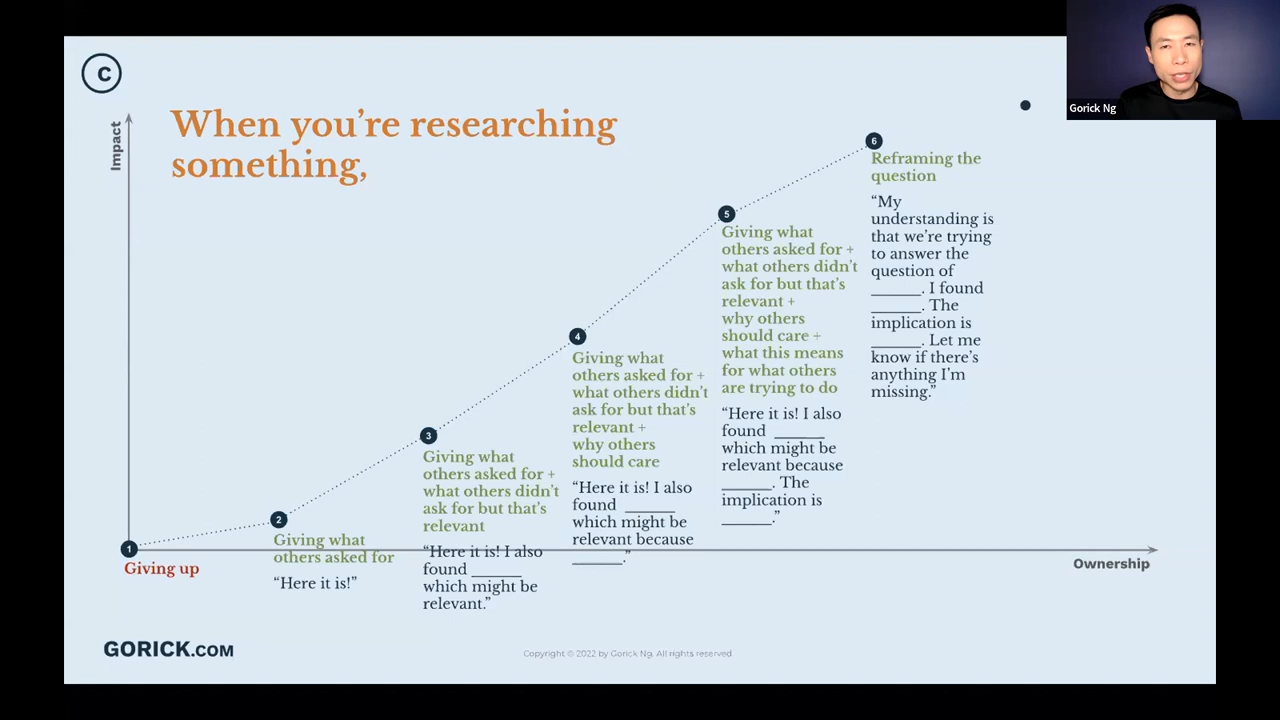 C
Gorick Ng
Impact
When you're researching
something,
6
Reframing the
question
"My
understanding is
that we're trying
to answer the
question of
______. I found
______. The
implication is
______. Let me
know if there's
anything I'm
missing."
5
Giving what
others asked for +
what others didn't
ask for but that's
relevant +
why others
should care +
what this means
for what others
are trying to do
"Here it is! I also
found ______
which might be
relevant because
______. The
implication is
______."
4
Giving what
others asked for +
what others didn't
ask for but that's
relevant +
why others
should care
"Here it is! I also
found ______
which might be
relevant because
______."
3
Giving what
others asked for +
what others didn't
ask for but that's
relevant
"Here it is! I also
found ______
which might be
relevant."
2
Giving what
others asked for
"Here it is!"
1
Giving up
Ownership
GORICK.COM
Copyright © 2022 by Gorick Ng. All rights reserved